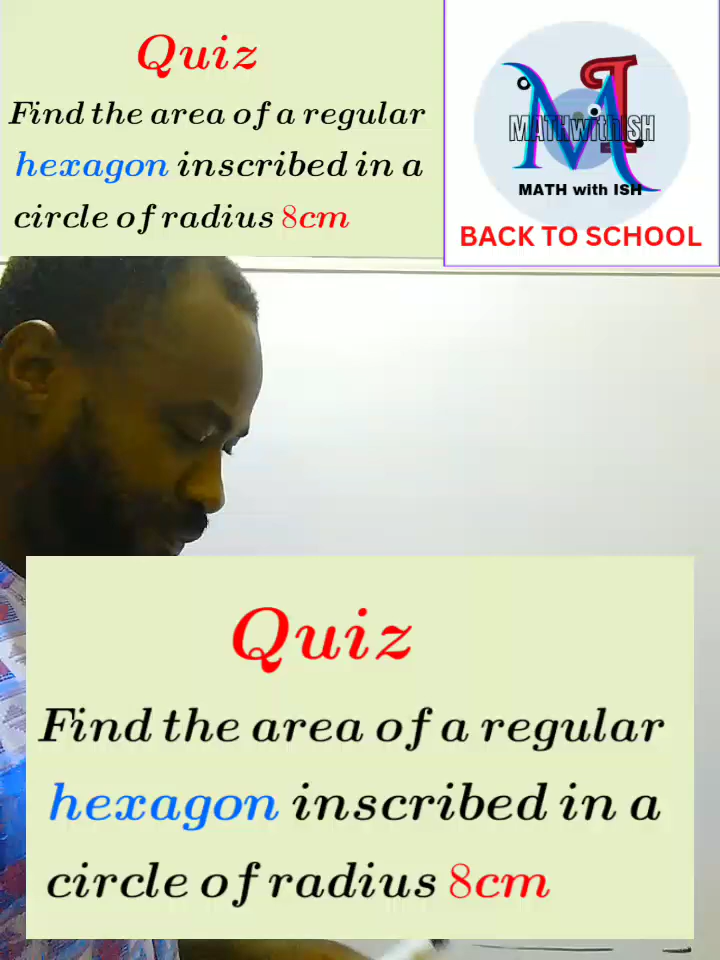 Quiz
Find the area of a regular
hexagon inscribed in a
circle of radius 8cm
MATHwithISH
MATH with ISH
BACK TO SCHOOL
Quiz
Find the area of a regular
hexagon inscribed in a
circle of radius 8cm